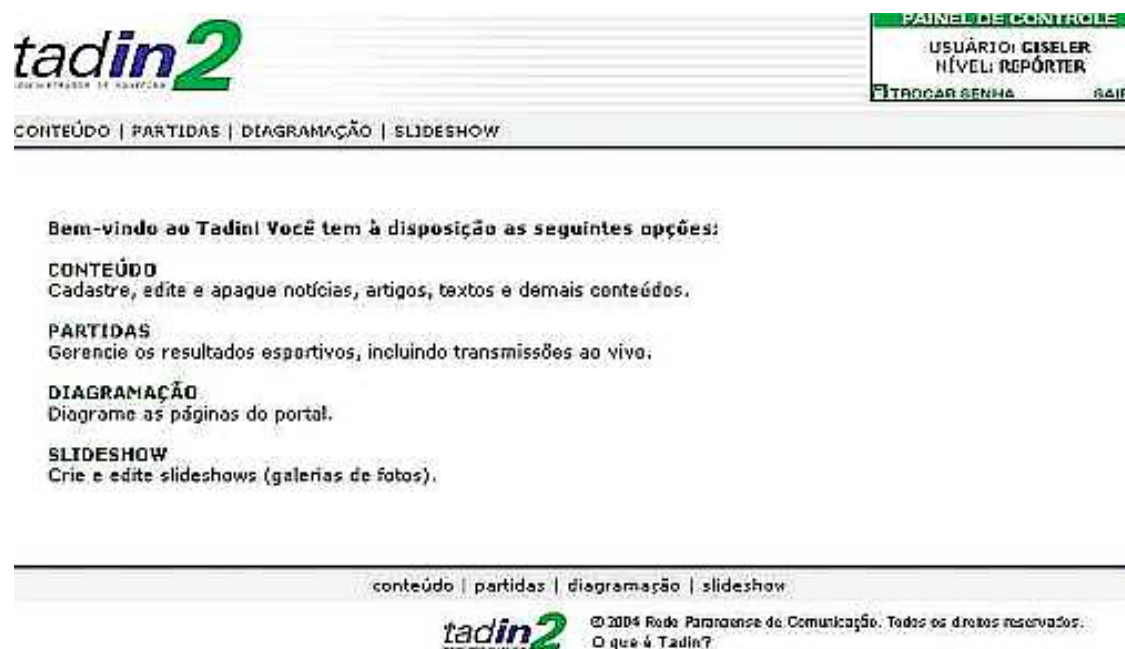 tadin2
PAINEL DE CONTROLE
USUÁRIO: GISELER
NÍVEL: REPÓRTER
TROCAR SENHA SAIR
CONTEÚDO | PARTIDAS | DIAGRAMAÇÃO | SLIDESHOW
Bem-vindo ao Tadin! Você tem à disposição as seguintes opções:
CONTEÚDO
Cadastre, edite e apague notícias, artigos, textos e demais conteúdos.
PARTIDAS
Gerencie os resultados esportivos, incluindo transmissões ao vivo.
DIAGRAMAÇÃO
Diagrame as páginas do portal.
SLIDESHOW
Crie e edite slideshows (galerias de fotos).
conteúdo | partidas | diagramação | slideshow
tadin2
© 2004 Rede Paranaense de Comunicação. Todos os direitos reservados.
O que é Tadin?